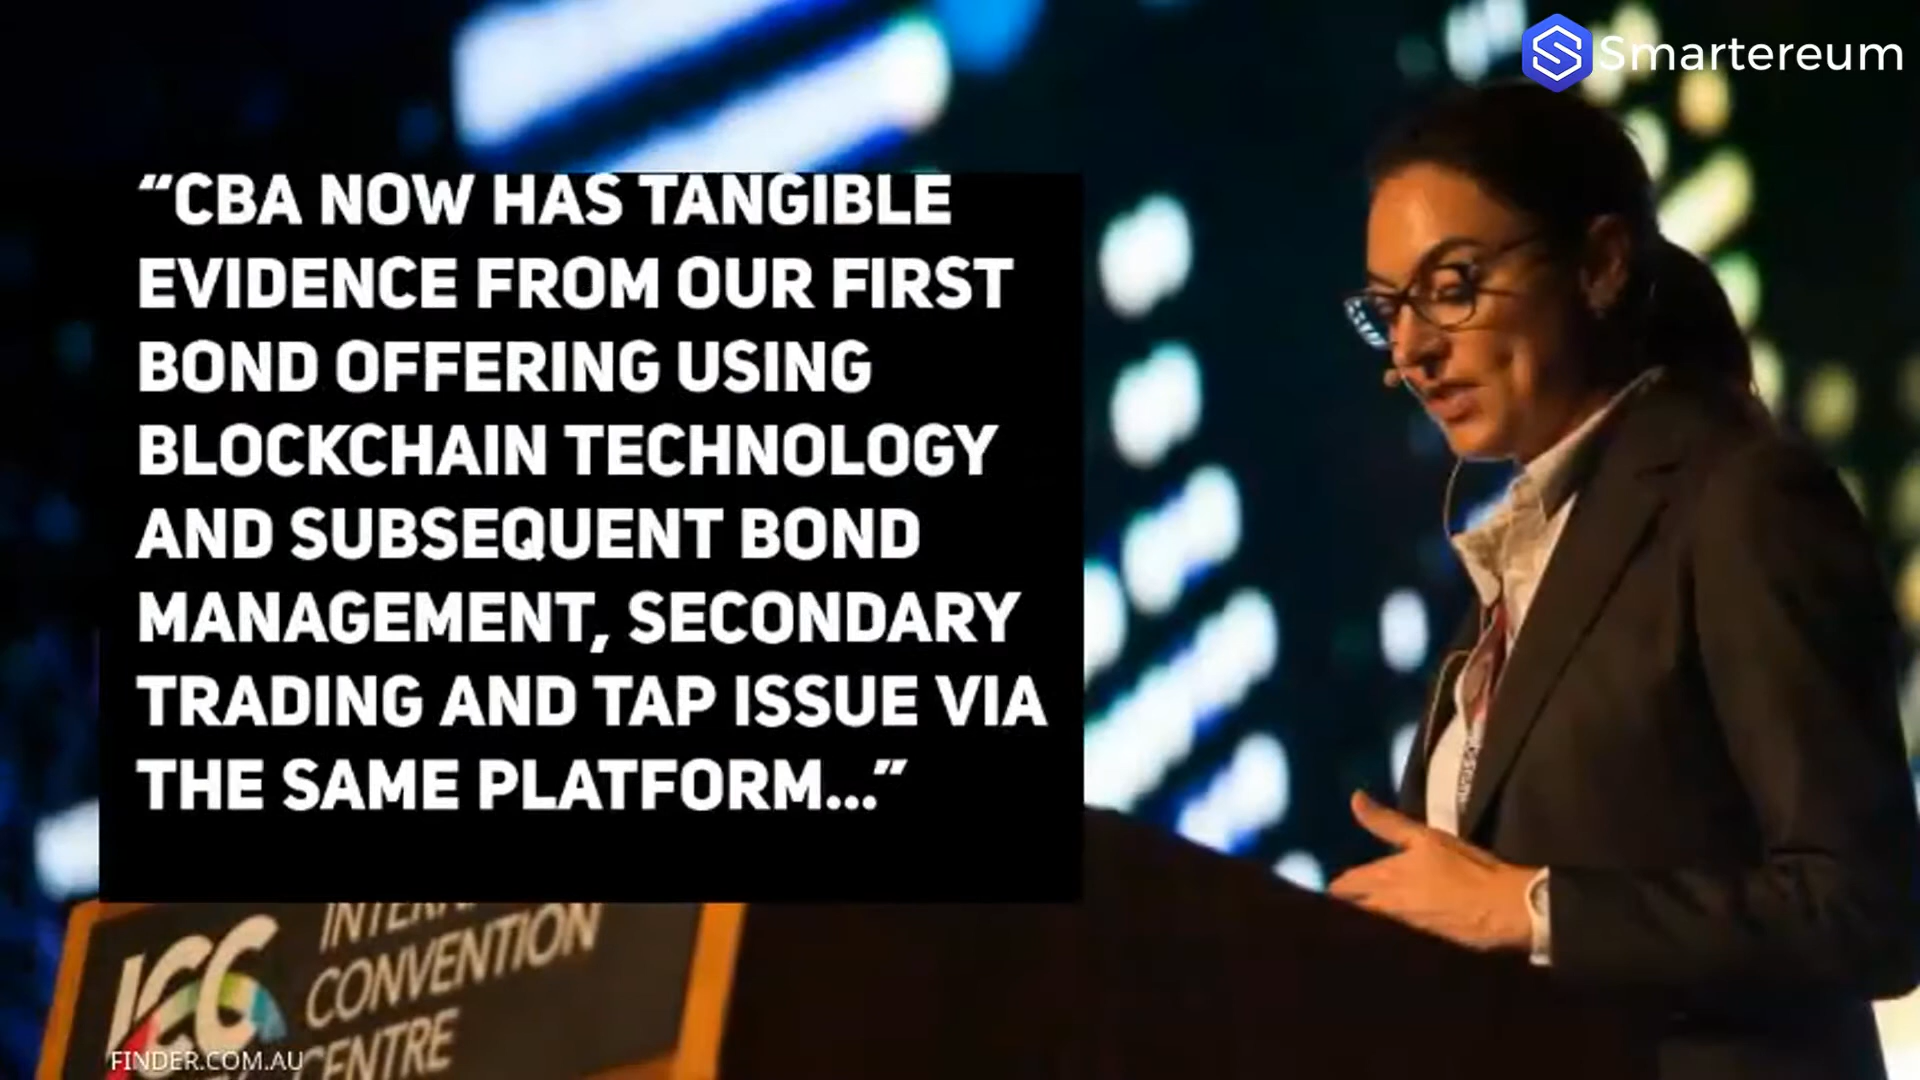 Smartereum
“CBA NOW HAS TANGIBLE
EVIDENCE FROM OUR FIRST
BOND OFFERING USING
BLOCKCHAIN TECHNOLOGY
AND SUBSEQUENT BOND
MANAGEMENT, SECONDARY
TRADING AND TAP ISSUE VIA
THE SAME PLATFORM...”
ICC
CONVENTION
CENTRE
FINDER.COM.AU